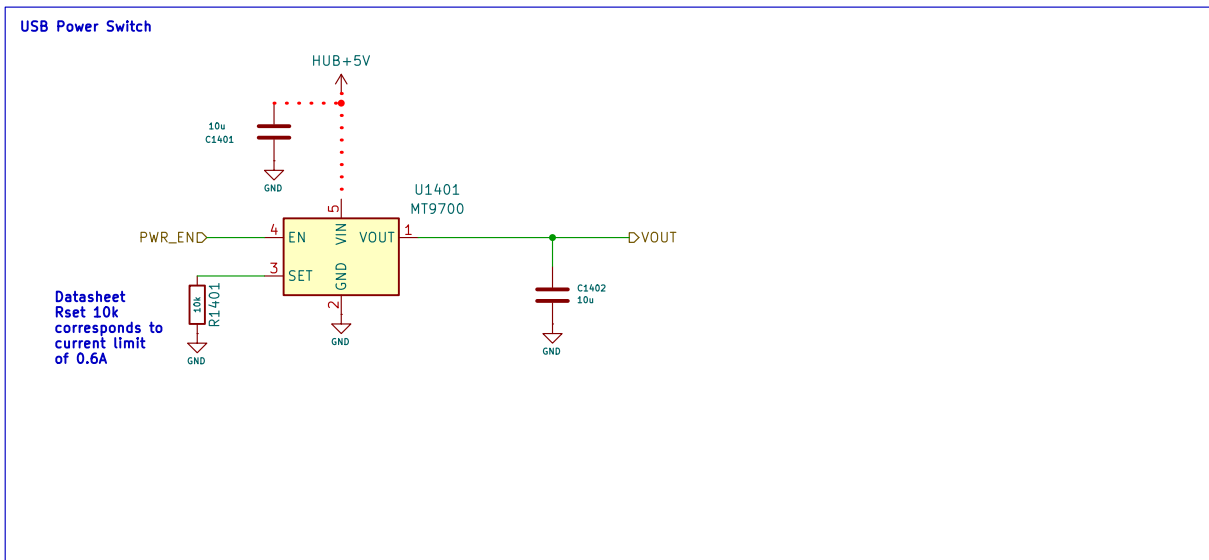 USB Power Switch
HUB+5V
10u
C1401
GND
U1401
MT9700
5
PWR_EN
4
EN
VIN
VOUT
1
VOUT
3
SET
GND
2
10k
R1401
GND
GND
C1402
10u
GND
Datasheet
Rset 10k
corresponds to
current limit
of 0.6A